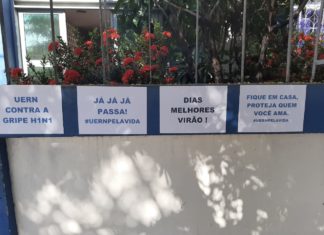 UERN
CONTRA A
GRIPE H1N1
JÁ JÁ JÁ
PASSA!
#UERNPELAVIDA
DIAS
MELHORES
VIRÃO !
FIQUE EM CASA,
PROTEJA QUEM
VOCÊ AMA.
#UERNPELAVIDA